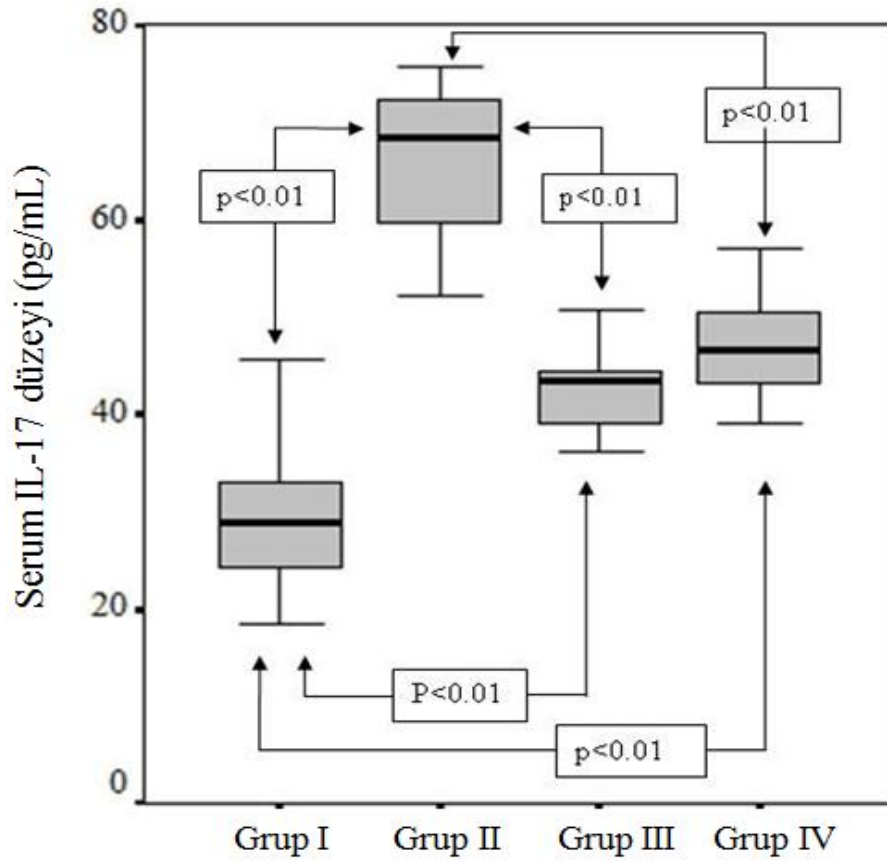 Serum IL-17 düzeyi (pg/mL)
80
60
40
20
0
p<0.01
p<0.01
p<0.01
P<0.01
p<0.01
Grup I
Grup II
Grup III
Grup IV